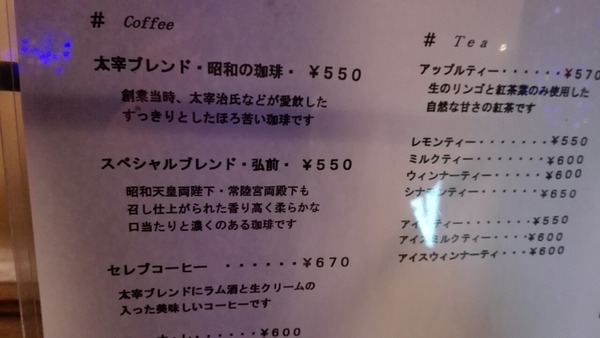 # Coffee
太宰ブレンド・昭和の珈琲・ ￥550
創業当時、太宰治氏などが愛飲した
すっきりとしたほろ苦い珈琲です
スペシャルブレンド・弘前・ ￥550
昭和天皇両陛下・常陸宮両殿下も
召し仕上がられた香り高く柔らかな
口当たりと濃くのある珈琲です
セレブコーヒー ・・・・・・￥670
太宰ブレンドにラム酒と生クリームの
入った美味しいコーヒーです
￥600
# Tea
アップルティー・・・・・・￥570
生のリンゴと紅茶葉のみ使用した
自然な甘さの紅茶です
レモンティー・・・・・・・￥550
ミルクティー・・・・・・・￥600
ウィンナーティー・・・・・￥600
シナモンティー・・・・・・￥650
アイスティー・・・・・・￥550
アイスミルクティー・・・・￥600
アイスウィンナーティ・・・￥600